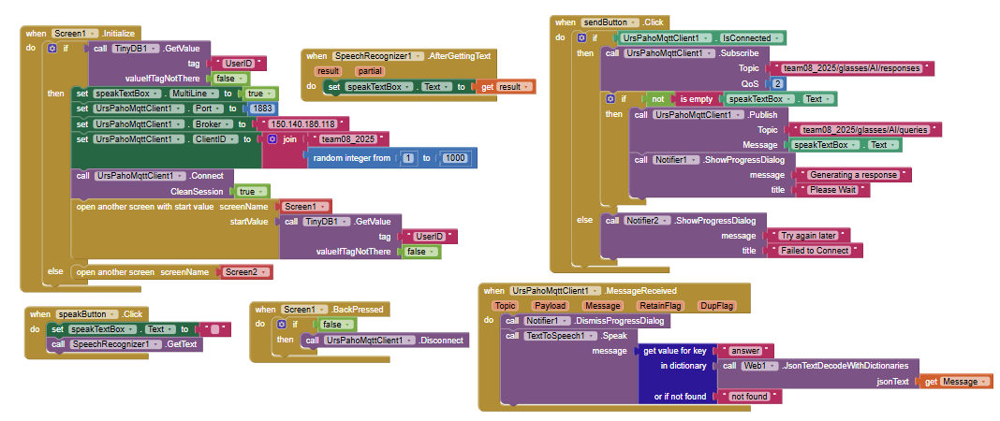 when Screen1 .Initialize
do if call TinyDB1 .GetValue
tag " UserID "
valueIfTagNotThere false
then set speakTextBox . MultiLine to true
set UrsPahoMqttClient1 . Port to 1883
set UrsPahoMqttClient1 . Broker to " 150.140.186.118 "
set UrsPahoMqttClient1 . ClientID to join " team08_2025 "
random integer from 1 to 1000
call UrsPahoMqttClient1 .Connect
CleanSession true
open another screen with start value screenName Screen1
startValue call TinyDB1 .GetValue
tag " UserID "
valueIfTagNotThere false
else open another screen screenName Screen2
when SpeechRecognizer1 .AfterGettingText
result partial
do set speakTextBox . Text to get result
when sendButton .Click
do if UrsPahoMqttClient1 . IsConnected
then call UrsPahoMqttClient1 .Subscribe
Topic " team08_2025/glasses/AI/responses "
QoS 2
if not is empty speakTextBox . Text
then call UrsPahoMqttClient1 .Publish
Topic " team08_2025/glasses/AI/queries "
Message speakTextBox . Text
call Notifier1 .ShowProgressDialog
message " Generating a response "
title " Please Wait "
else call Notifier2 .ShowProgressDialog
message " Try again later "
title " Failed to Connect "
when speakButton .Click
do set speakTextBox . Text to " "
call SpeechRecognizer1 .GetText
when Screen1 .BackPressed
do if false
then call UrsPahoMqttClient1 .Disconnect
when UrsPahoMqttClient1 .MessageReceived
Topic Payload Message RetainFlag DupFlag
do call Notifier1 .DismissProgressDialog
call TextToSpeech1 .Speak
message get value for key " answer "
in dictionary call Web1 .JsonTextDecodeWithDictionaries
jsonText get Message
or if not found " not found "